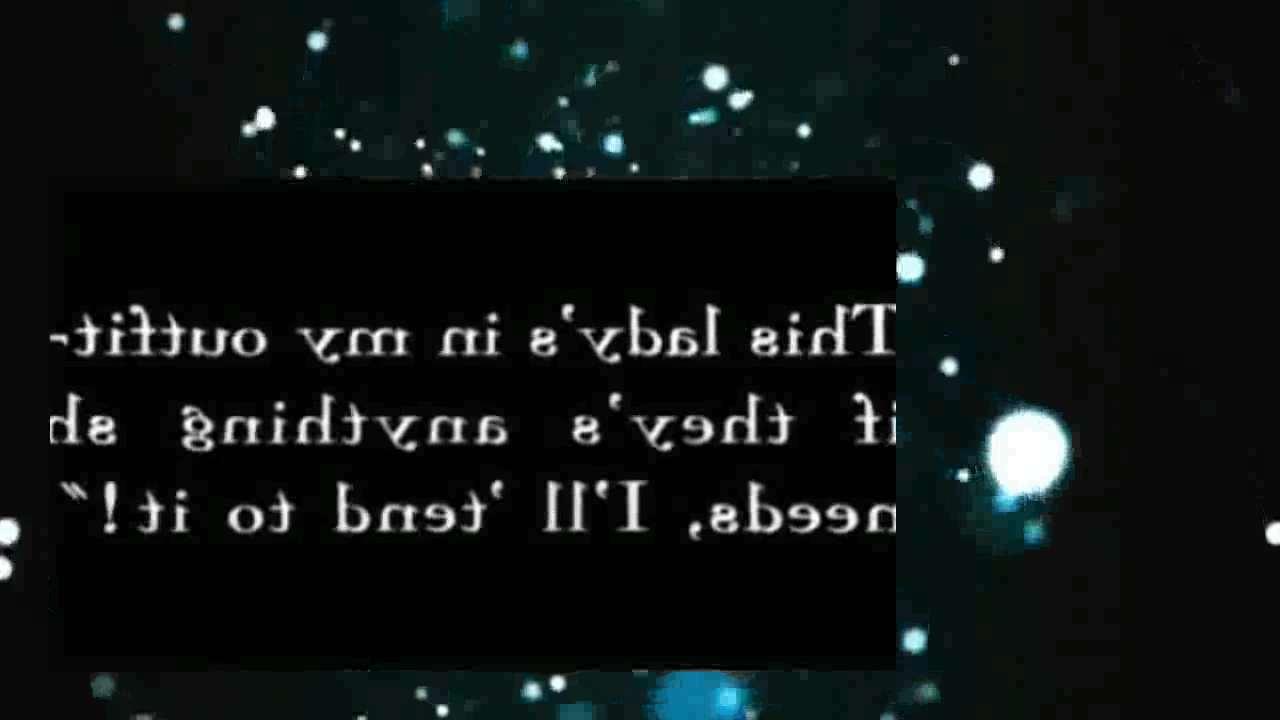 This lady's in my outfit-
if they's anything sh
needs, I'll 'tend to it!"